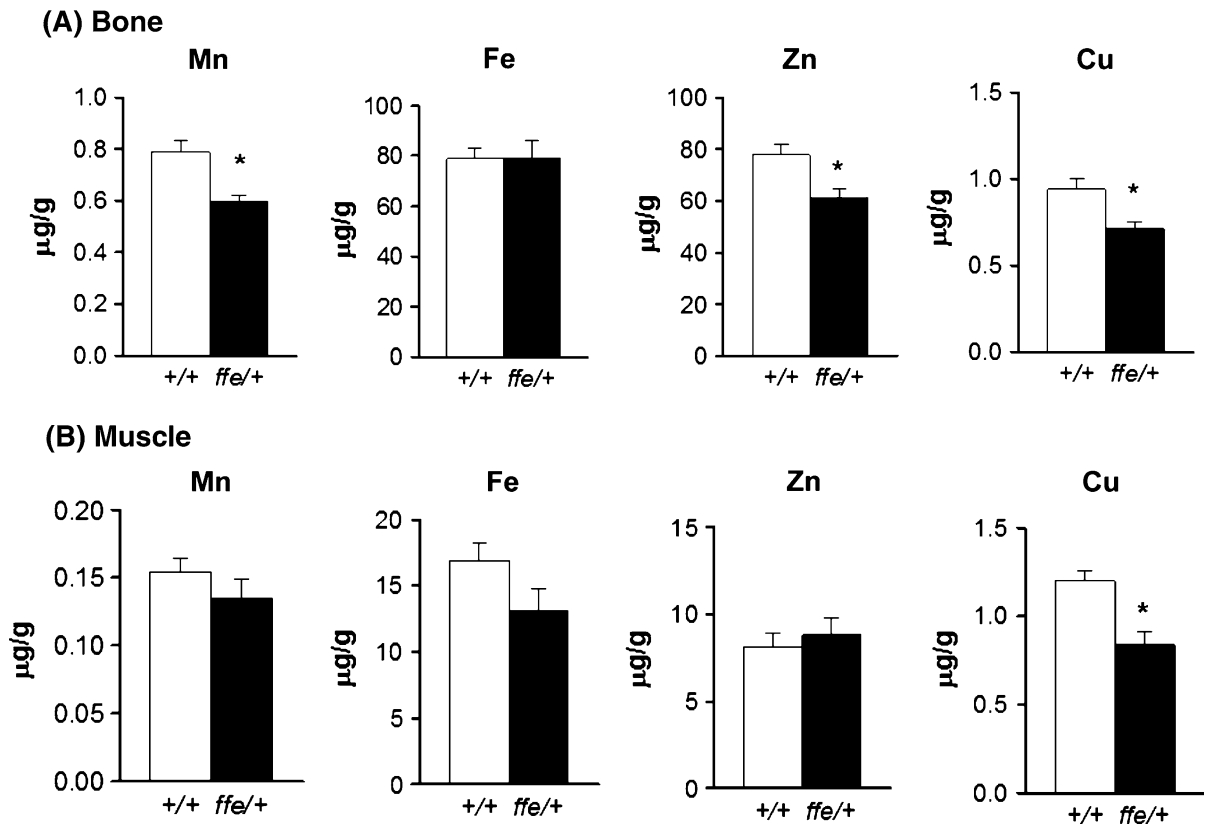 (A) Bone
Mn
Fe
Zn
Cu
µg/g
1.0
0.8
0.6
0.4
0.2
0.0
+/+ ffe/+
µg/g
100
80
60
40
20
0
+/+ ffe/+
µg/g
100
80
60
40
20
0
+/+ ffe/+
µg/g
1.5
1.0
0.5
0.0
+/+ ffe/+
*
*
*
(B) Muscle
Mn
Fe
Zn
Cu
µg/g
0.20
0.15
0.10
0.05
0.00
+/+ ffe/+
µg/g
20
15
10
5
0
+/+ ffe/+
µg/g
15
10
5
0
+/+ ffe/+
µg/g
1.5
1.0
0.5
0.0
+/+ ffe/+
*